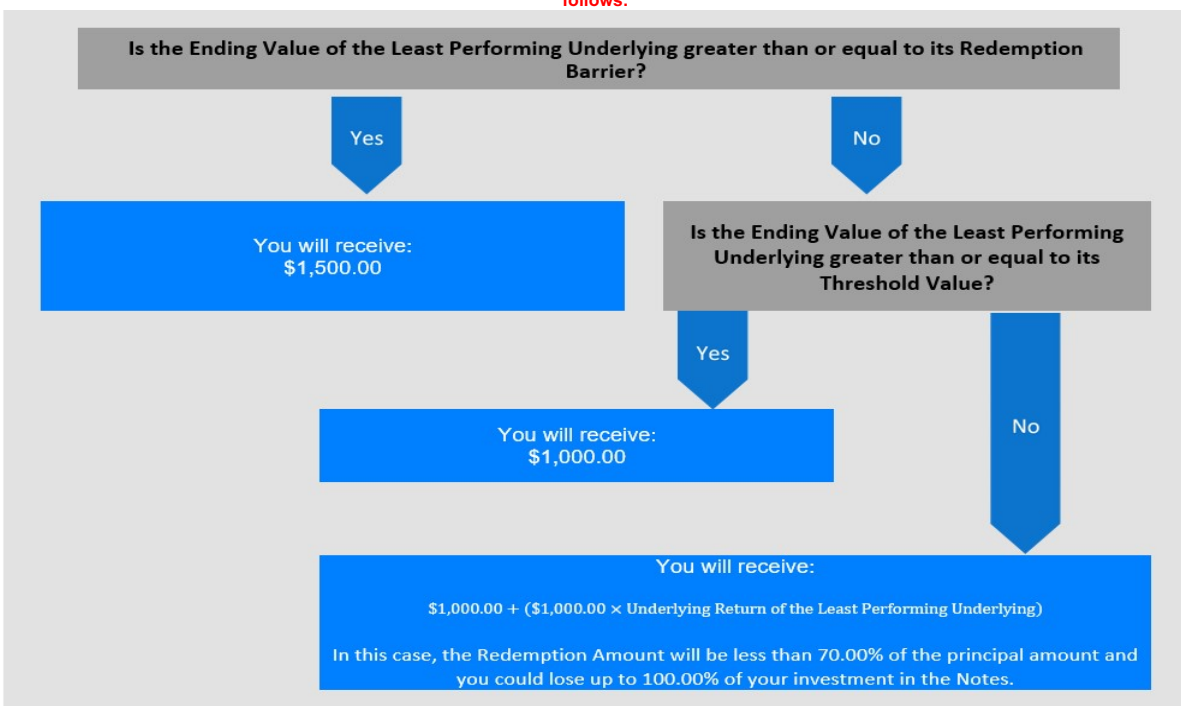 follows:
Is the Ending Value of the Least Performing Underlying greater than or equal to its Redemption
Barrier?
Yes
No
You will receive:
$1,500.00
Is the Ending Value of the Least Performing
Underlying greater than or equal to its
Threshold Value?
Yes
No
You will receive:
$1,000.00
You will receive:
$1,000.00 + ($1,000.00 × Underlying Return of the Least Performing Underlying)
In this case, the Redemption Amount will be less than 70.00% of the principal amount and
you could lose up to 100.00% of your investment in the Notes.